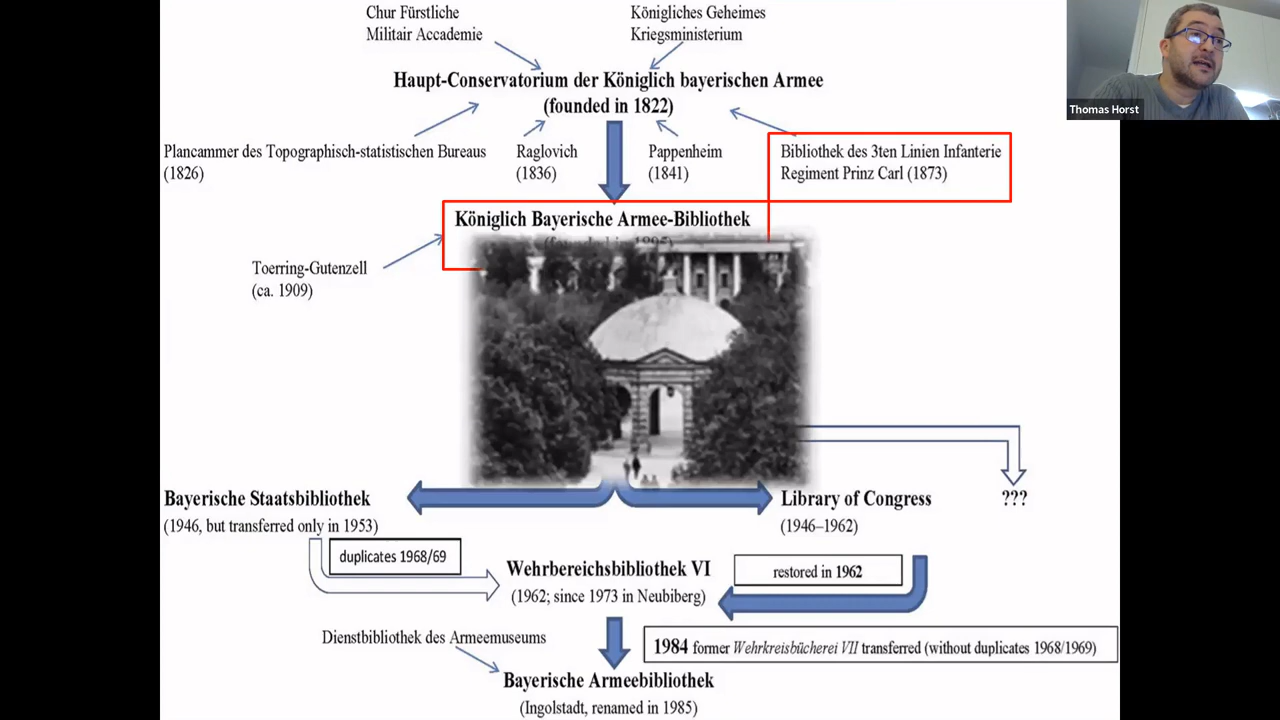 Chur Fürstliche
Militair Accademie
Königliches Geheimes
Kriegsministerium
Thomas Horst
Haupt-Conservatorium der Königlich bayerischen Armee
(founded in 1822)
Plancammer des Topographisch-statistischen Bureaus
(1826)
Raglovich
(1836)
Pappenheim
(1841)
Bibliothek des 3ten Linien Infanterie
Regiment Prinz Carl (1873)
Königlich Bayerische Armee-Bibliothek
(founded in 1895)
Toerring-Gutenzell
(ca. 1909)
Bayerische Staatsbibliothek
(1946, but transferred only in 1953)
Library of Congress
(1946–1962)
???
duplicates 1968/69
Wehrbereichsbibliothek VI
(1962; since 1973 in Neubiberg)
restored in 1962
Dienstbibliothek des Armeemuseums
1984 former Wehrkreisbücherei VII transferred (without duplicates 1968/1969)
Bayerische Armeebibliothek
(Ingolstadt, renamed in 1985)